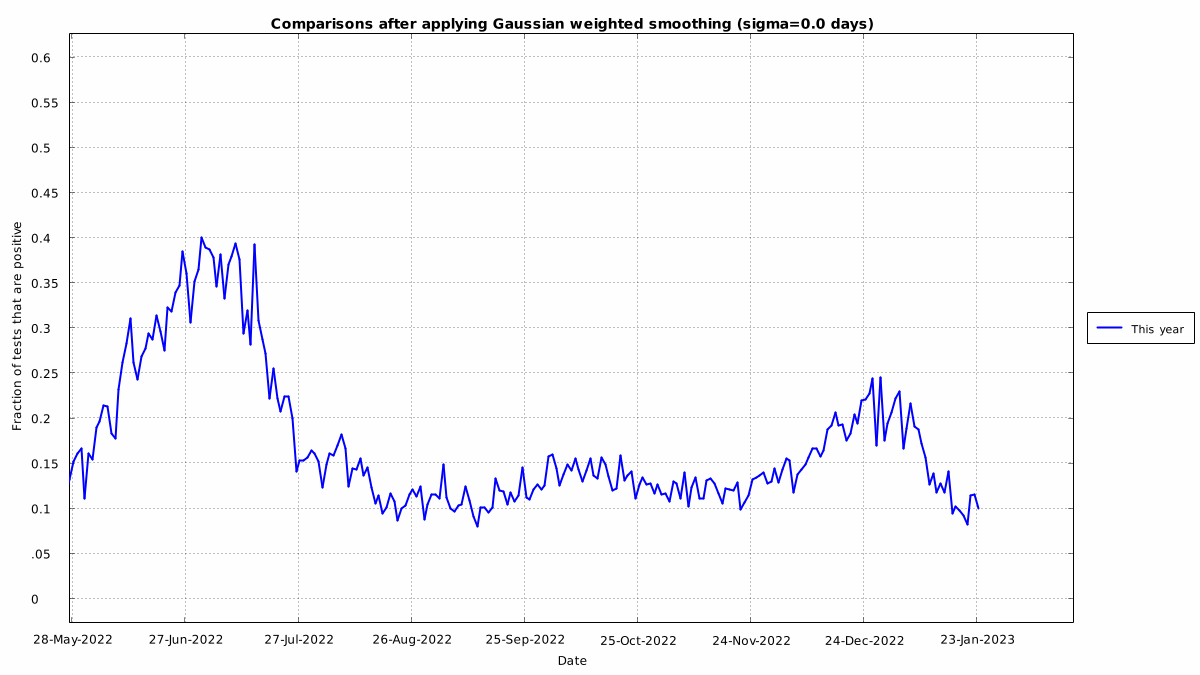 Comparisons after applying Gaussian weighted smoothing (sigma=0.0 days)
0.6
0.55
0.5
0.45
0.4
0.35
0.3
0.25
0.2
0.15
0.1
.05
0
Fraction of tests that are positive
28-May-2022 27-Jun-2022 27-Jul-2022 26-Aug-2022 25-Sep-2022 25-Oct-2022 24-Nov-2022 24-Dec-2022 23-Jan-2023
Date
This year